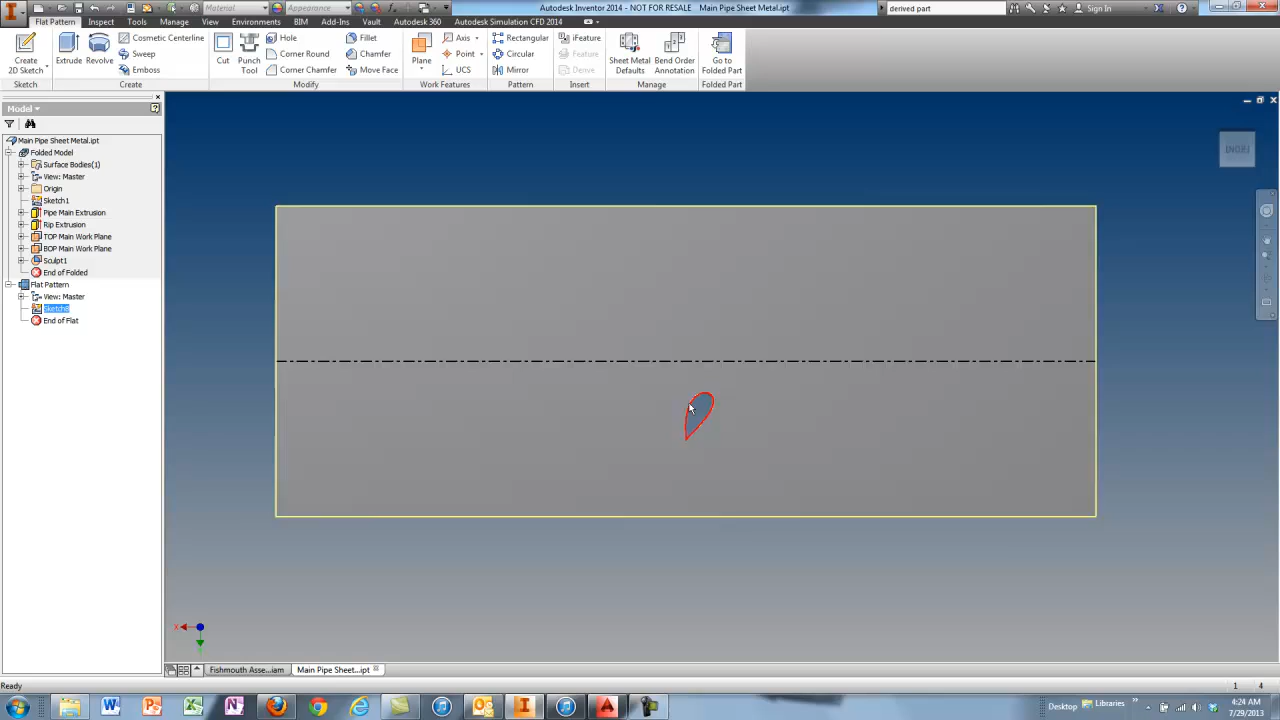 Material
Appearance
Autodesk Inventor 2014 - NOT FOR RESALE Main Pipe Sheet Metal.ipt
derived part
Sign In
Flat Pattern Inspect Tools Manage View Environments BIM Add-Ins Vault Autodesk 360 Autodesk Simulation CFD 2014
Create
2D Sketch
Sketch
Extrude
Revolve
Cosmetic Centerline
Sweep
Emboss
Create
Cut
Punch
Tool
Hole
Corner Round
Corner Chamfer
Fillet
Chamfer
Move Face
Modify
Plane
Axis
Point
UCS
Work Features
Rectangular
Circular
Mirror
Pattern
iFeature
Feature
Derive
Insert
Sheet Metal
Defaults
Bend Order
Annotation
Manage
Go to
Folded Part
Folded Part
Model
Main Pipe Sheet Metal.ipt
Folded Model
Surface Bodies(1)
View: Master
Origin
Sketch1
Pipe Main Extrusion
Rip Extrusion
TOP Main Work Plane
BOP Main Work Plane
Sculpt1
End of Folded
Flat Pattern
View: Master
End of Flat
X
Fishmouth Asse...iam
Main Pipe Sheet...ipt
Ready
1 4
Desktop
Libraries
4:24 AM
7/29/2013